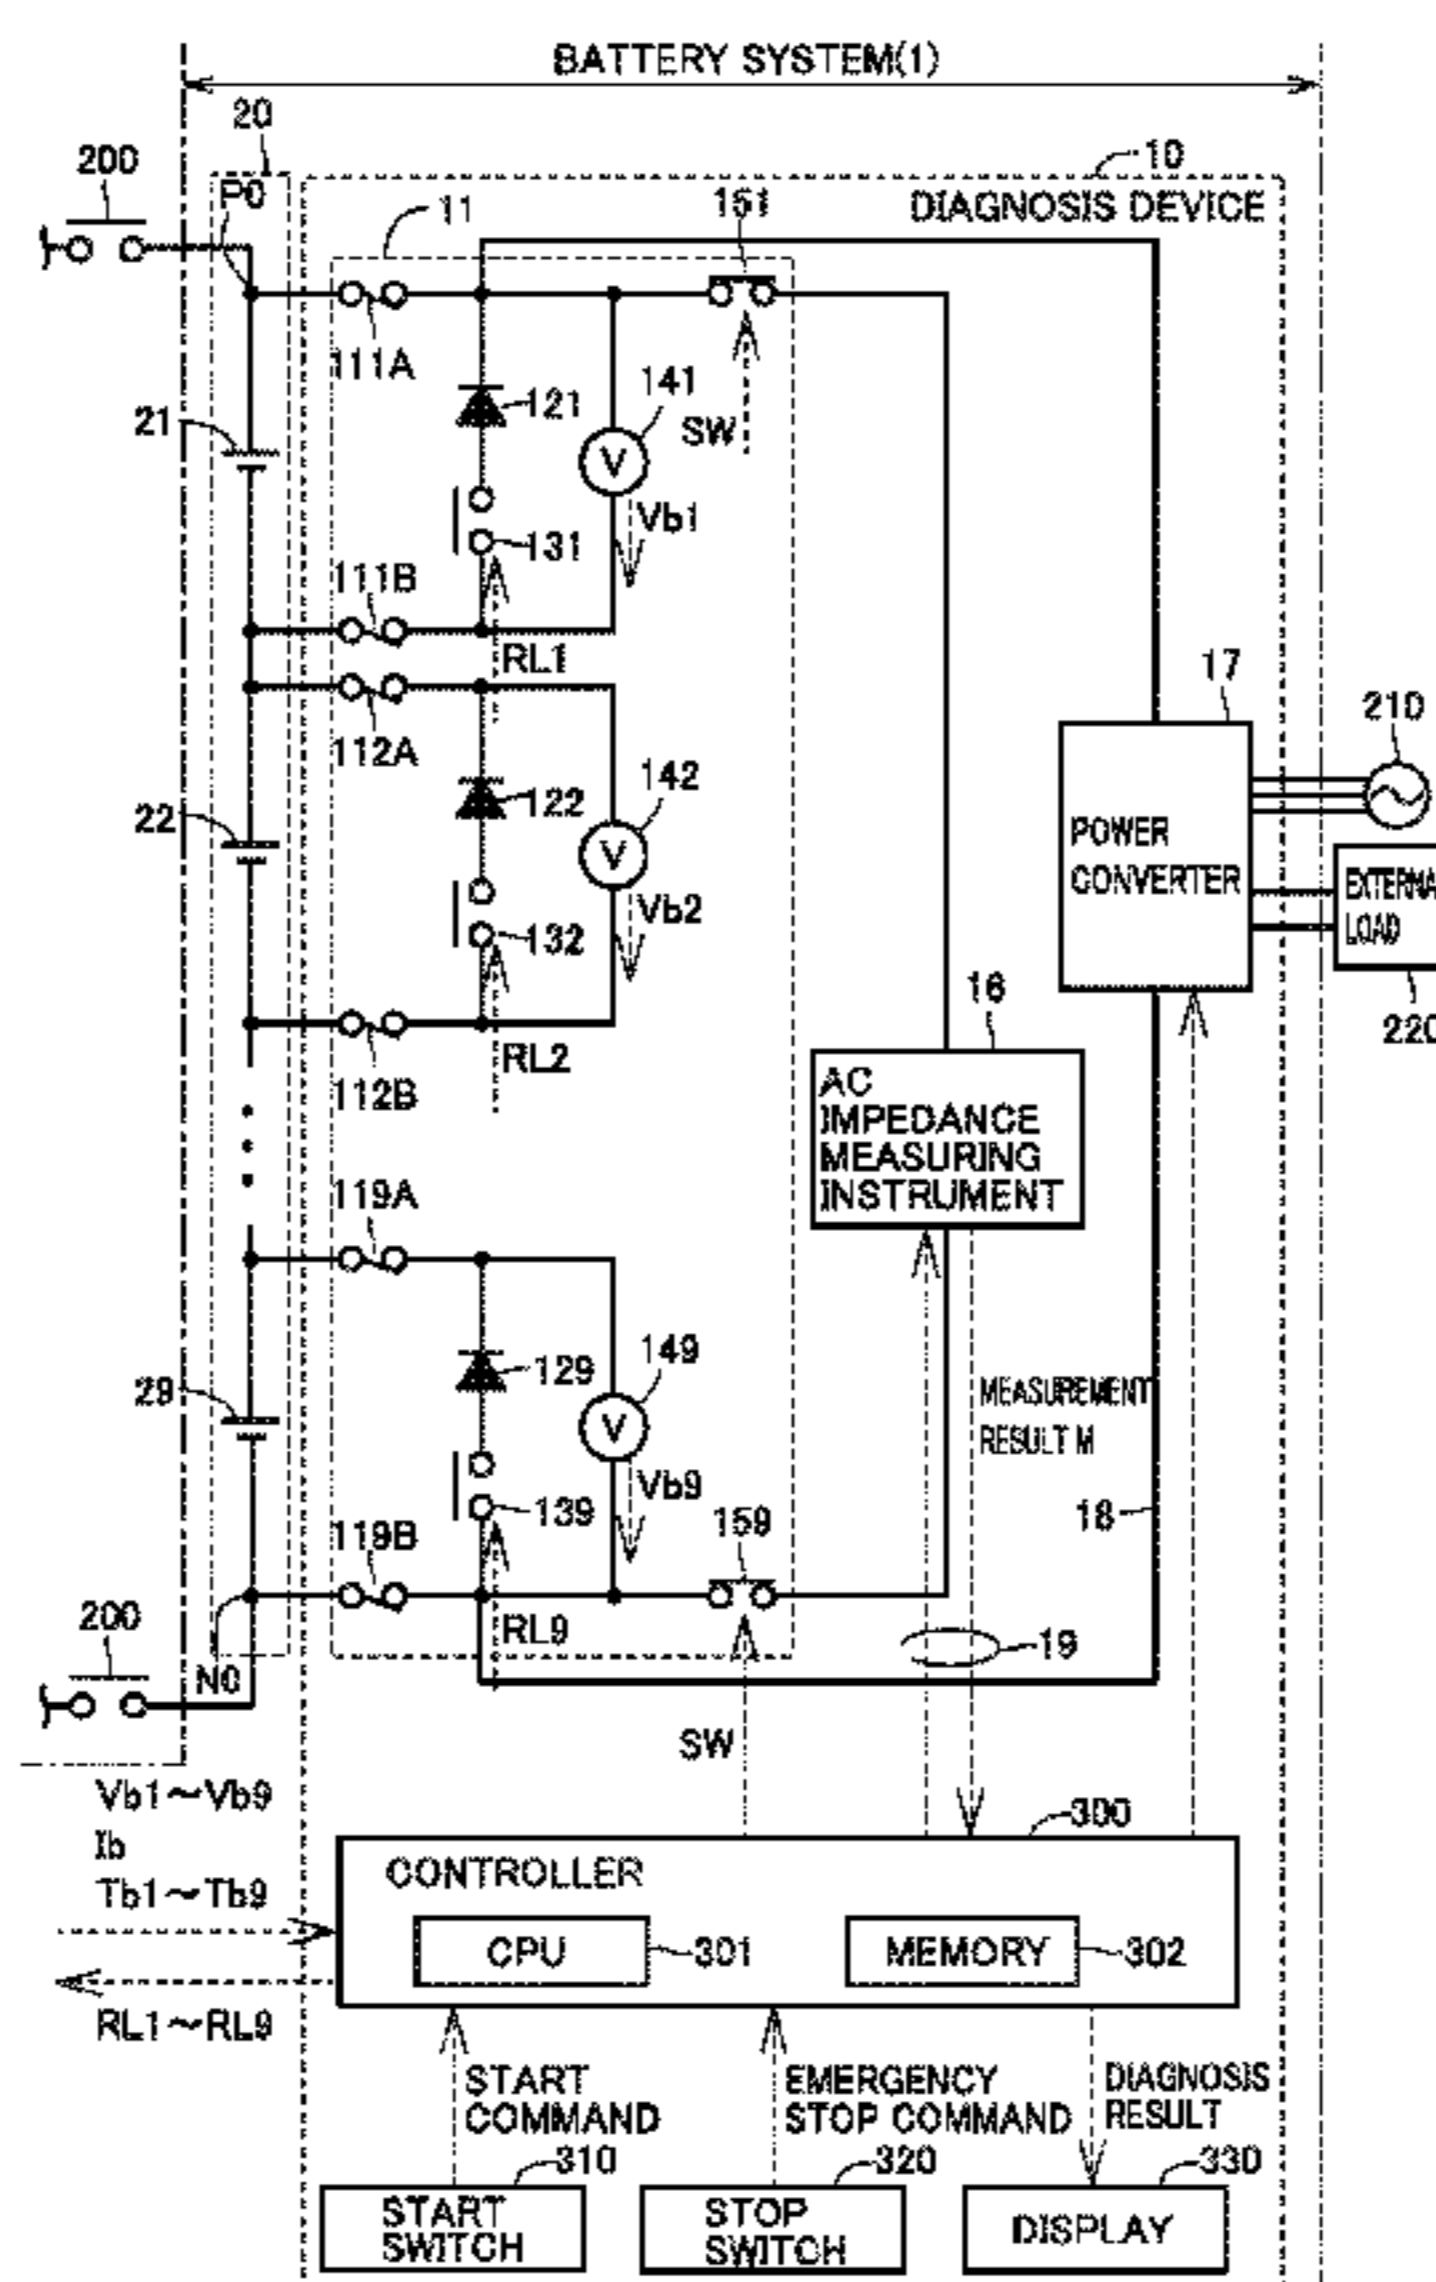 BATTERY SYSTEM(1)
20
200
P0
10
11
151
DIAGNOSIS DEVICE
111A
141
121
21
SW
V
Vb1
131
111B
RL1
17
112A
210
142
122
22
POWER
CONVERTER
V
EXTERNA
LOAD
Vb2
132
16
220
RL2
112B
AC
IMPEDANCE
MEASURING
INSTRUMENT
119A
149
129
29
MEASUREMENT
RESULT M
V
Vb9
139
159
18
119B
200
RL9
19
N0
SW
Vb1~Vb9
300
Ib
CONTROLLER
Tb1~Tb9
CPU
301
MEMORY
302
RL1~RL9
START
COMMAND
EMERGENCY
STOP COMMAND
DIAGNOSIS
RESULT
310
320
330
START
SWITCH
STOP
SWITCH
DISPLAY